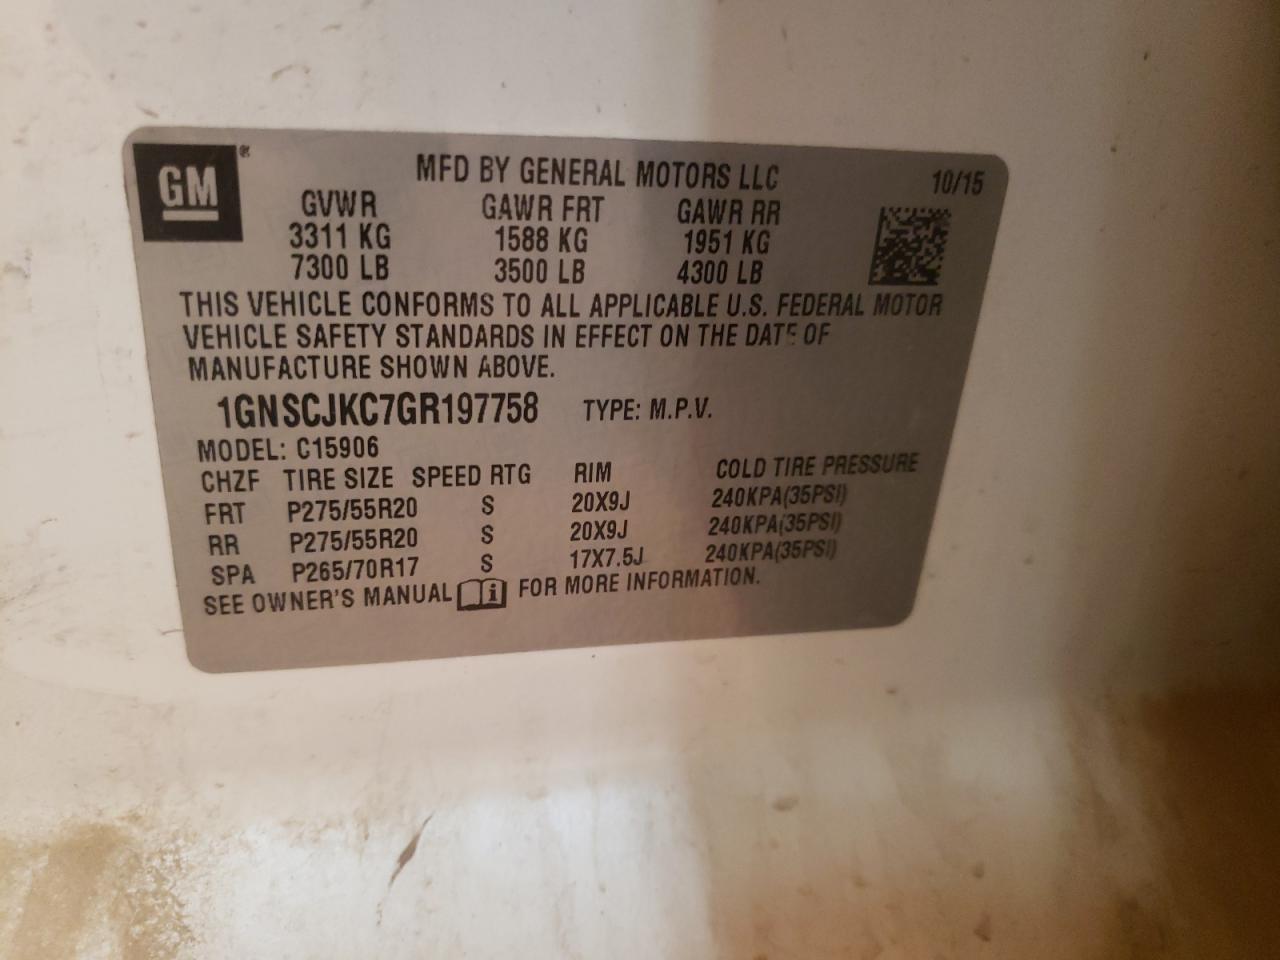 GM®
MFD BY GENERAL MOTORS LLC 10/15
GVWR GAWR FRT GAWR RR
3311 KG 1588 KG 1951 KG
7300 LB 3500 LB 4300 LB
THIS VEHICLE CONFORMS TO ALL APPLICABLE U.S. FEDERAL MOTOR
VEHICLE SAFETY STANDARDS IN EFFECT ON THE DATE OF
MANUFACTURE SHOWN ABOVE.
1GNSCJKC7GR197758 TYPE: M.P.V.
MODEL: C15906
CHZF TIRE SIZE SPEED RTG RIM COLD TIRE PRESSURE
FRT P275/55R20 S 20X9J 240KPA(35PSI)
RR P275/55R20 S 20X9J 240KPA(35PSI)
SPA P265/70R17 S 17X7.5J 240KPA(35PSI)
SEE OWNER'S MANUAL i FOR MORE INFORMATION.